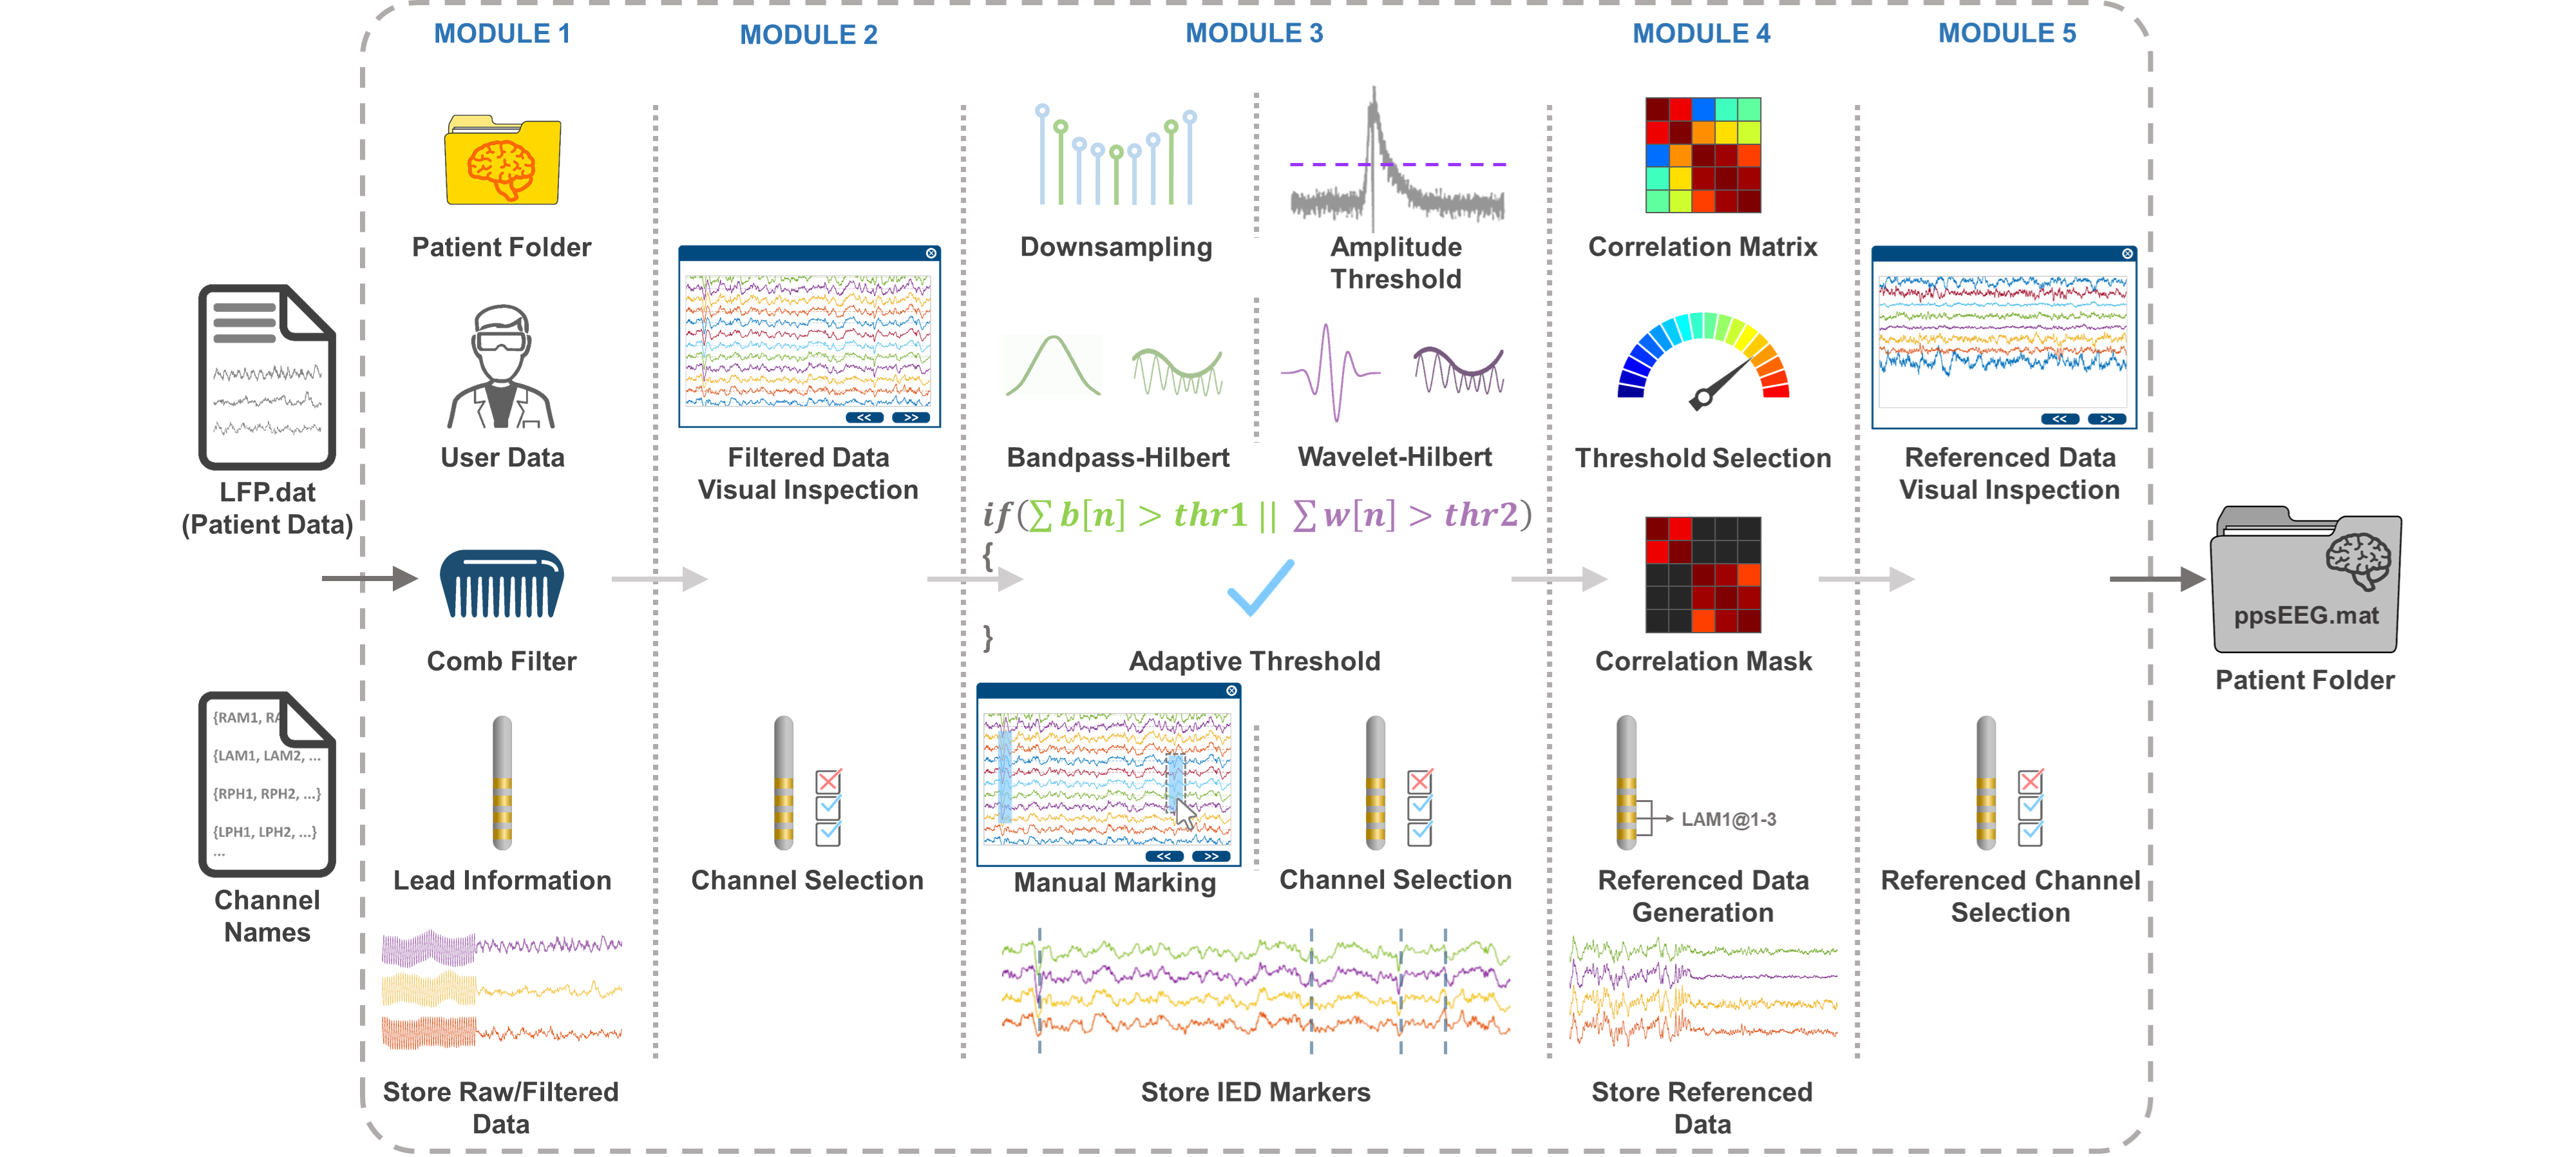 MODULE 1
MODULE 2
MODULE 3
MODULE 4
MODULE 5
LFP.dat
(Patient Data)
{RAM1, RA
{LAM1, LAM2, ...
{RPH1, RPH2, ...}
{LPH1, LPH2, ...}
...
Channel
Names
Patient Folder
User Data
Comb Filter
Lead Information
Store Raw/Filtered
Data
<< >>
Filtered Data
Visual Inspection
Channel Selection
Downsampling
Amplitude
Threshold
Bandpass-Hilbert
Wavelet-Hilbert
if(∑ b[n] > thr1 || ∑ w[n] > thr2)
{
}
Adaptive Threshold
<< >>
Manual Marking
Channel Selection
Store IED Markers
Correlation Matrix
Threshold Selection
Correlation Mask
LAM1@1-3
Referenced Data
Generation
Store Referenced
Data
<< >>
Referenced Data
Visual Inspection
Referenced Channel
Selection
ppsEEG.mat
Patient Folder